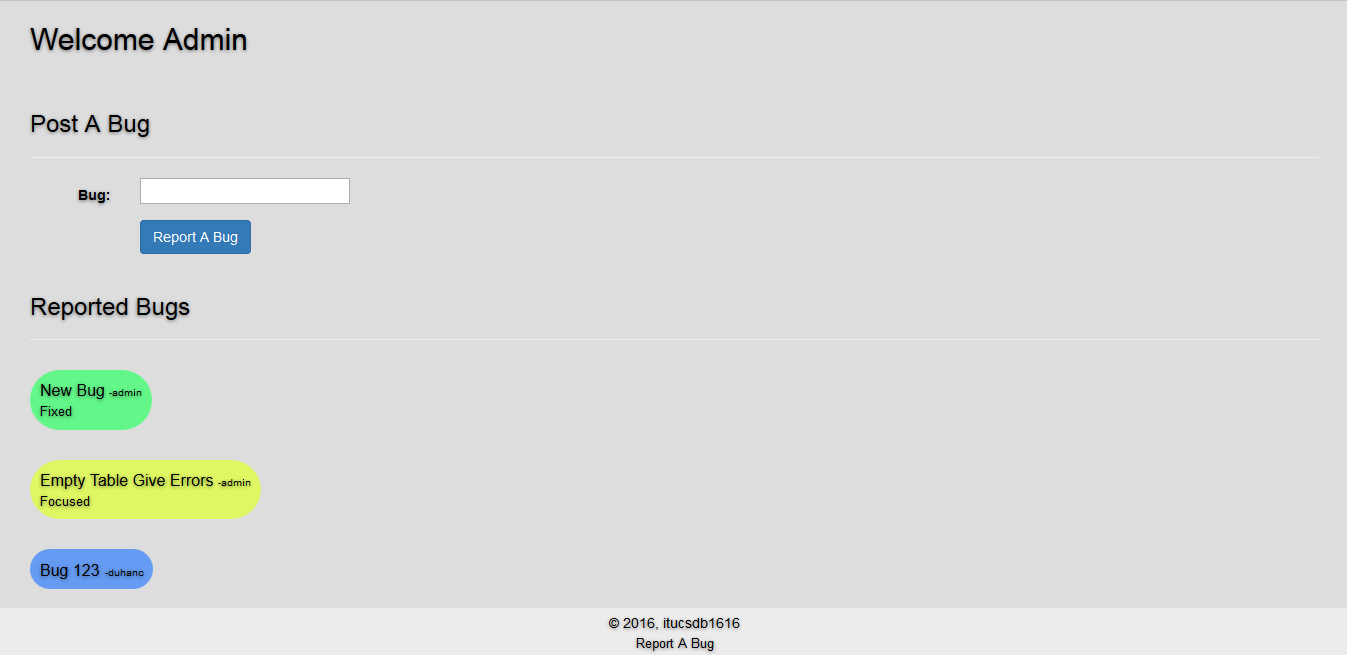 Welcome Admin
Post A Bug
Bug:
Report A Bug
Reported Bugs
New Bug -admin
Fixed
Empty Table Give Errors -admin
Focused
Bug 123 -duhanc
© 2016, itucsdb1616
Report A Bug